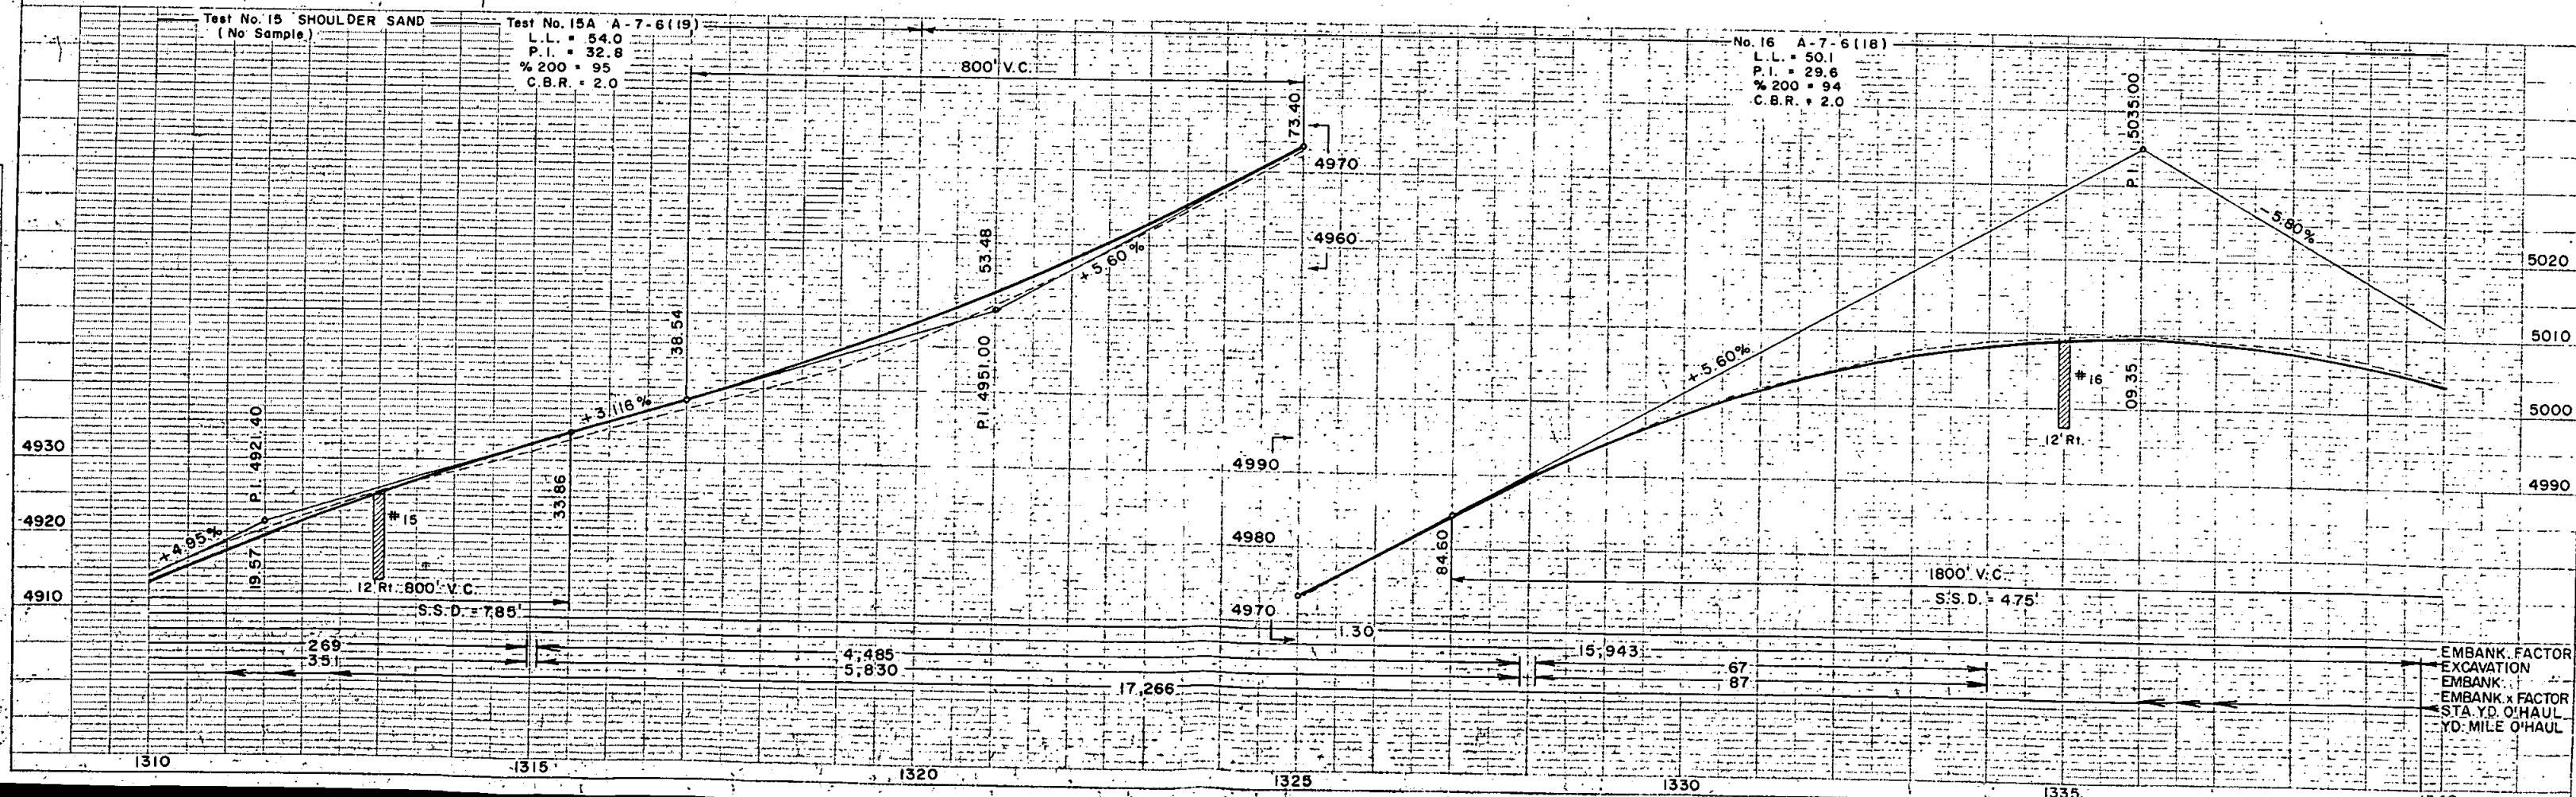 Test No. 15 SHOULDER SAND
( No Sample )
Test No. 15A A-7-6(19)
L.L. = 54.0
P.I. = 32.8
% 200 = 95
C.B.R. = 2.0
No. 16 A-7-6(18)
L.L. = 50.1
P.I. = 29.6
% 200 = 94
C.B.R. = 2.0
800' V.C.
73.40
4970
4960
P.I. 5035.00
-5.80%
5020
5010
5000
4990
53.48
+5.60%
P.I. 4951.00
38.54
+3.116%
+5.60%
#16
12' Rt.
09.35
4930
4920
4910
P.I. 4921.40
+4.95%
19.57
#15
12' Rt.
800' V.C.
S.S.D. = 785'
33.86
4990
4980
4970
84.60
1800' V.C.
S.S.D. = 475'
1.30
269
351
4,485
5,830
15,943
67
87
17,266
EMBANK. FACTOR
EXCAVATION
EMBANK.
EMBANK. x FACTOR
STA. YD. O'HAUL
YD. MILE O'HAUL
1310
1315
1320
1325
1330
1335